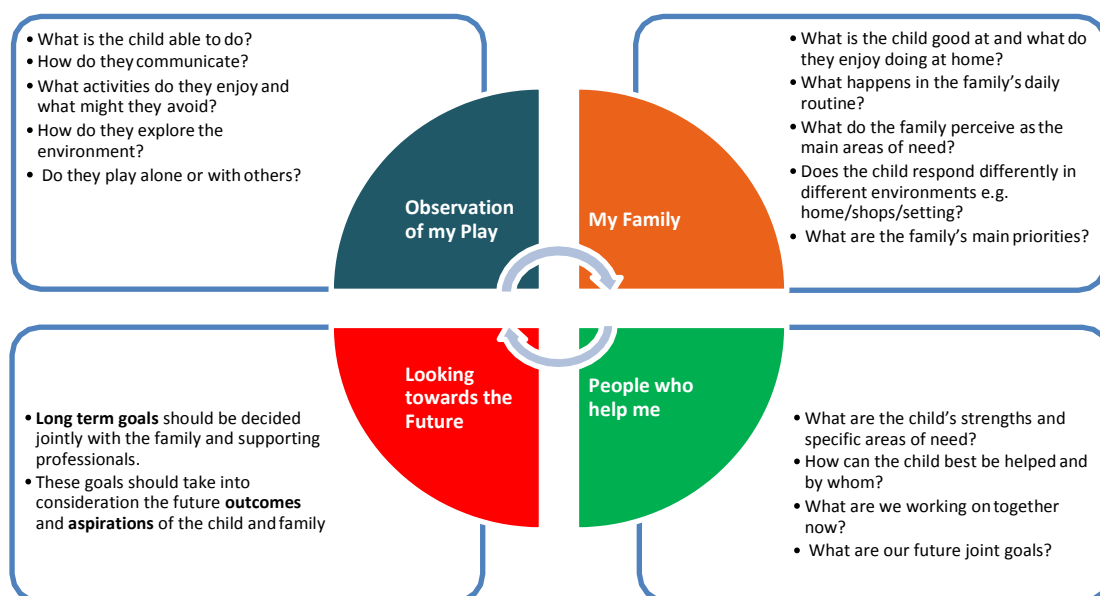 • What is the child able to do?
• How do they communicate?
• What activities do they enjoy and
what might they avoid?
• How do they explore the
environment?
• Do they play alone or with others?
Observation
of my Play
• What is the child good at and what do
they enjoy doing at home?
• What happens in the family's daily
routine?
• What do the family perceive as the
main areas of need?
• Does the child respond differently in
different environments e.g.
home/shops/setting?
• What are the family's main priorities?
My Family
Looking
towards the
Future
• Long term goals should be decided
jointly with the family and supporting
professionals.
• These goals should take into
consideration the future outcomes
and aspirations of the child and family
People who
help me
• What are the child's strengths and
specific areas of need?
• How can the child best be helped and
by whom?
• What are we working on together
now?
• What are our future joint goals?